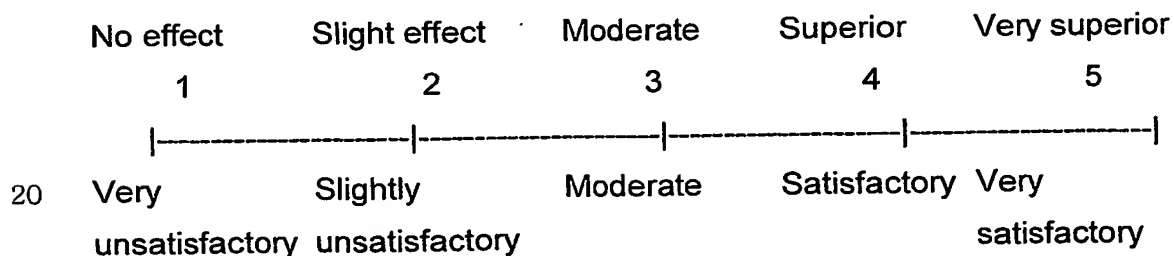 No effect Slight effect Moderate Superior Very superior
1 2 3 4 5
|---------------|---------------|---------------|---------------|
20 Very Slightly Moderate Satisfactory Very
unsatisfactory unsatisfactory satisfactory